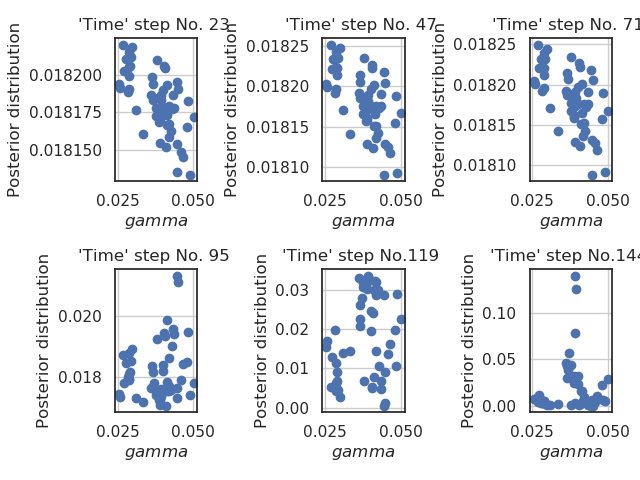 'Time' step No. 23
Posterior distribution
0.018200
0.018175
0.018150
0.025 0.050
gamma
'Time' step No. 47
Posterior distribution
0.01825
0.01820
0.01815
0.01810
0.025 0.050
gamma
'Time' step No. 71
Posterior distribution
0.01825
0.01820
0.01815
0.01810
0.025 0.050
gamma
'Time' step No. 95
Posterior distribution
0.020
0.018
0.025 0.050
gamma
'Time' step No.119
Posterior distribution
0.03
0.02
0.01
0.00
0.025 0.050
gamma
'Time' step No.144
Posterior distribution
0.10
0.05
0.00
0.025 0.050
gamma